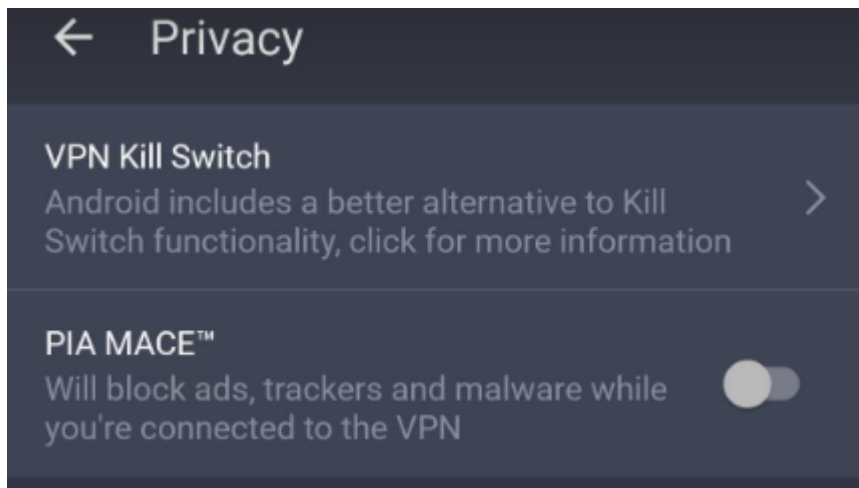 Privacy
VPN Kill Switch
Android includes a better alternative to Kill
Switch functionality, click for more information
PIA MACE™
Will block ads, trackers and malware while
you're connected to the VPN